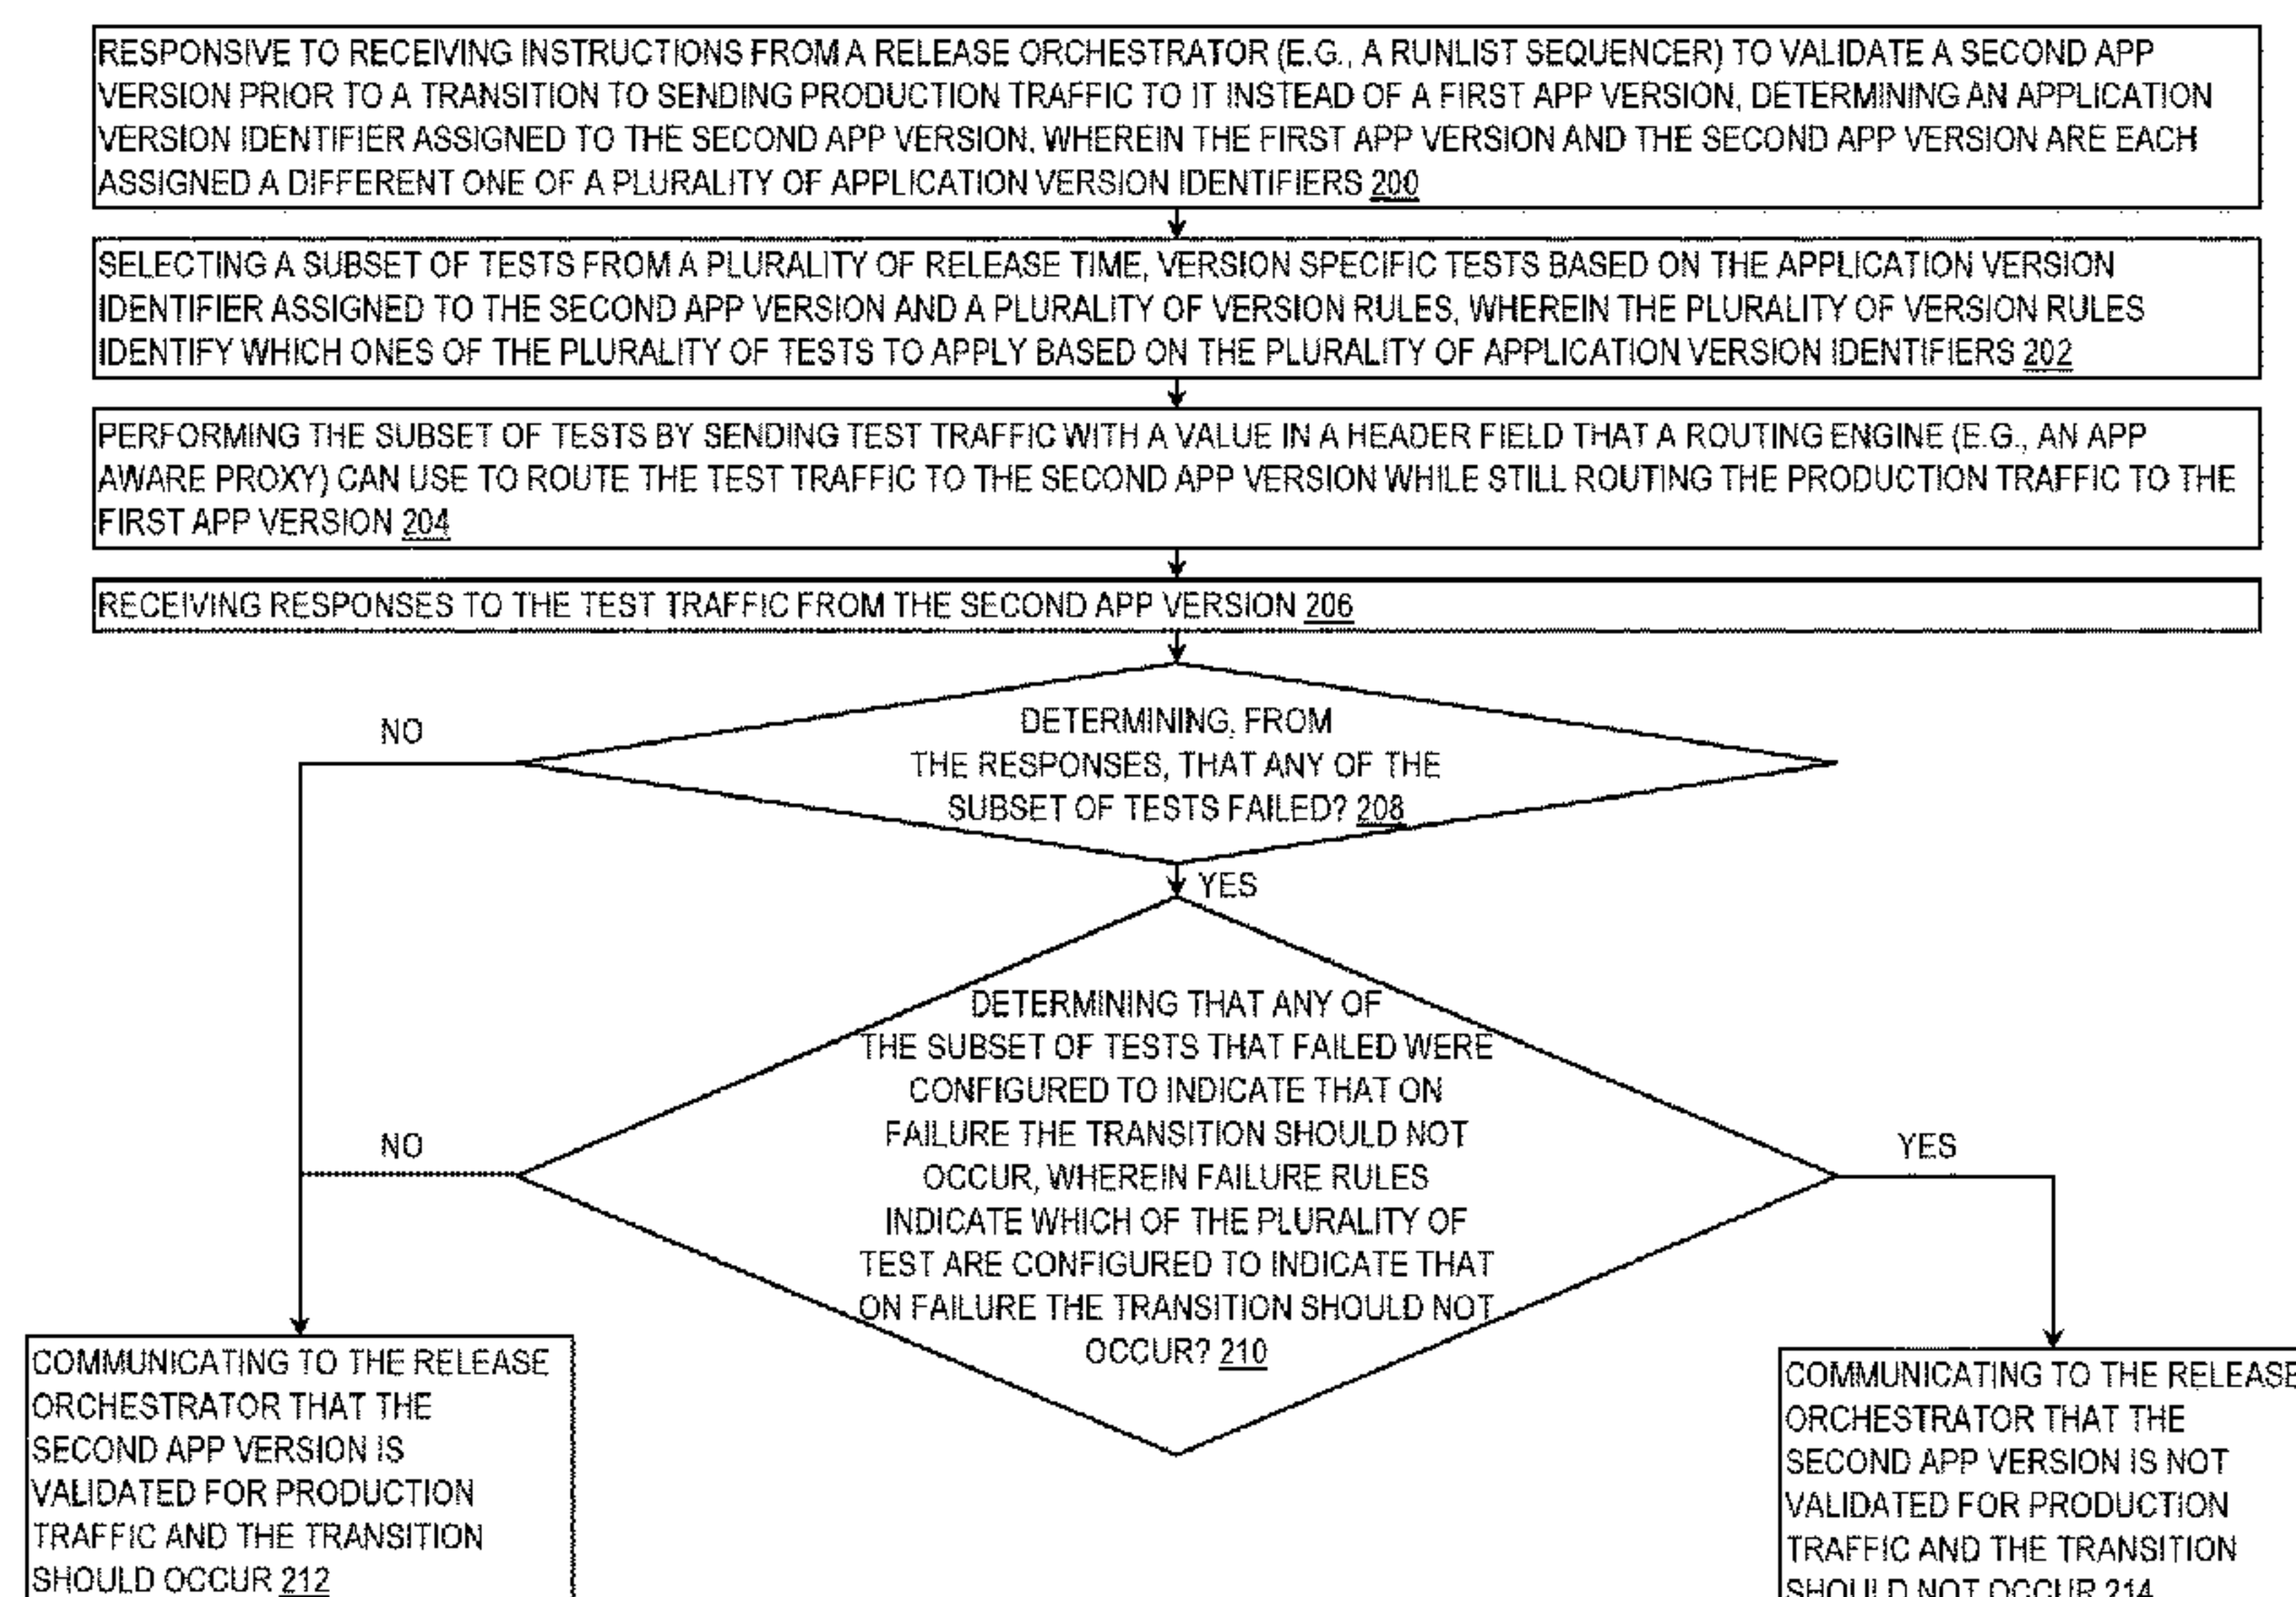 RESPONSIVE TO RECEIVING INSTRUCTIONS FROM A RELEASE ORCHESTRATOR (E.G., A RUNLIST SEQUENCER) TO VALIDATE A SECOND APP
VERSION PRIOR TO A TRANSITION TO SENDING PRODUCTION TRAFFIC TO IT INSTEAD OF A FIRST APP VERSION, DETERMINING AN APPLICATION
VERSION IDENTIFIER ASSIGNED TO THE SECOND APP VERSION, WHEREIN THE FIRST APP VERSION AND THE SECOND APP VERSION ARE EACH
ASSIGNED A DIFFERENT ONE OF A PLURALITY OF APPLICATION VERSION IDENTIFIERS 200
SELECTING A SUBSET OF TESTS FROM A PLURALITY OF RELEASE TIME, VERSION SPECIFIC TESTS BASED ON THE APPLICATION VERSION
IDENTIFIER ASSIGNED TO THE SECOND APP VERSION AND A PLURALITY OF VERSION RULES, WHEREIN THE PLURALITY OF VERSION RULES
IDENTIFY WHICH ONES OF THE PLURALITY OF TESTS TO APPLY BASED ON THE PLURALITY OF APPLICATION VERSION IDENTIFIERS 202
PERFORMING THE SUBSET OF TESTS BY SENDING TEST TRAFFIC WITH A VALUE IN A HEADER FIELD THAT A ROUTING ENGINE (E.G., AN APP
AWARE PROXY) CAN USE TO ROUTE THE TEST TRAFFIC TO THE SECOND APP VERSION WHILE STILL ROUTING THE PRODUCTION TRAFFIC TO THE
FIRST APP VERSION 204
RECEIVING RESPONSES TO THE TEST TRAFFIC FROM THE SECOND APP VERSION 206
NO
DETERMINING, FROM
THE RESPONSES, THAT ANY OF THE
SUBSET OF TESTS FAILED? 208
YES
DETERMINING THAT ANY OF
THE SUBSET OF TESTS THAT FAILED WERE
CONFIGURED TO INDICATE THAT ON
FAILURE THE TRANSITION SHOULD NOT
OCCUR, WHEREIN FAILURE RULES
INDICATE WHICH OF THE PLURALITY OF
TEST ARE CONFIGURED TO INDICATE THAT
ON FAILURE THE TRANSITION SHOULD NOT
OCCUR? 210
NO
YES
COMMUNICATING TO THE RELEASE
ORCHESTRATOR THAT THE
SECOND APP VERSION IS
VALIDATED FOR PRODUCTION
TRAFFIC AND THE TRANSITION
SHOULD OCCUR 212
COMMUNICATING TO THE RELEASE
ORCHESTRATOR THAT THE
SECOND APP VERSION IS NOT
VALIDATED FOR PRODUCTION
TRAFFIC AND THE TRANSITION
SHOULD NOT OCCUR 214